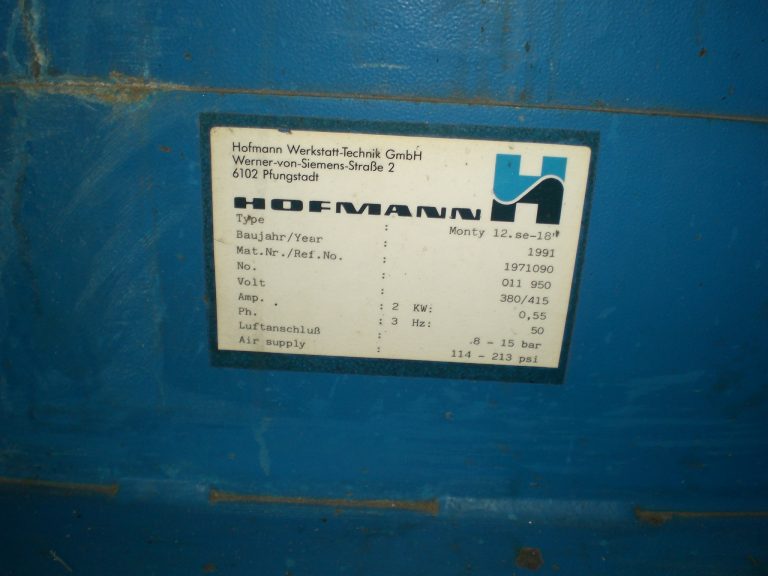 Hofmann Werkstatt-Technik GmbH
Werner-von-Siemens-Straße 2
6102 Pfungstadt
HOFMANN H
Type : Monty 12.se-18"
Baujahr/Year : 1991
Mat.Nr./Ref.No. : 1971090
No. : 011 950
Volt : 380/415
Amp. : 2 KW: 0,55
Ph. : 3 Hz: 50
Luftanschluß : 8 - 15 bar
Air supply : 114 - 213 psi